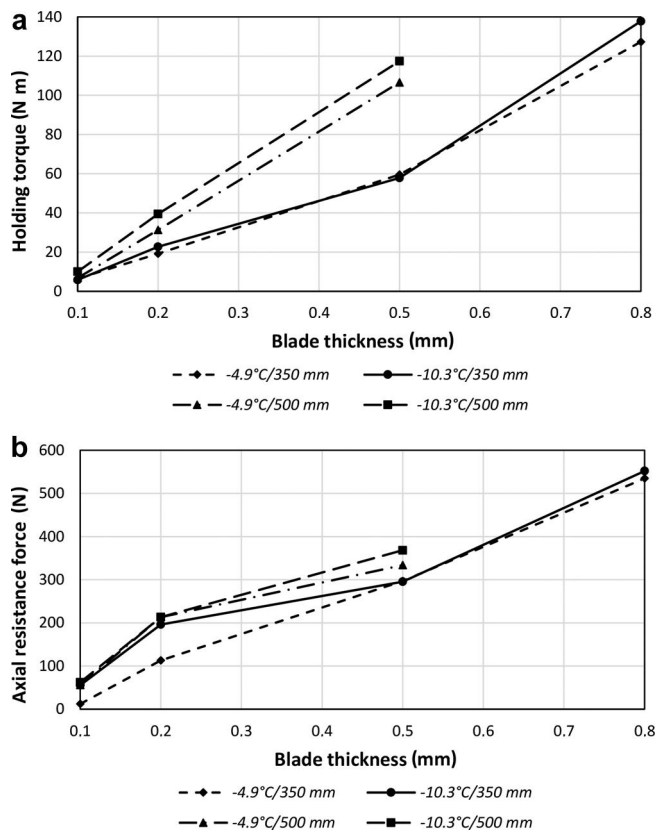 a
140
120
100
80
60
40
20
0
Holding torque (N m)
0.1 0.2 0.3 0.4 0.5 0.6 0.7 0.8
Blade thickness (mm)
-4.9°C/350 mm -10.3°C/350 mm
-4.9°C/500 mm -10.3°C/500 mm
b
600
500
400
300
200
100
0
Axial resistance force (N)
0.1 0.2 0.3 0.4 0.5 0.6 0.7 0.8
Blade thickness (mm)
-4.9°C/350 mm -10.3°C/350 mm
-4.9°C/500 mm -10.3°C/500 mm